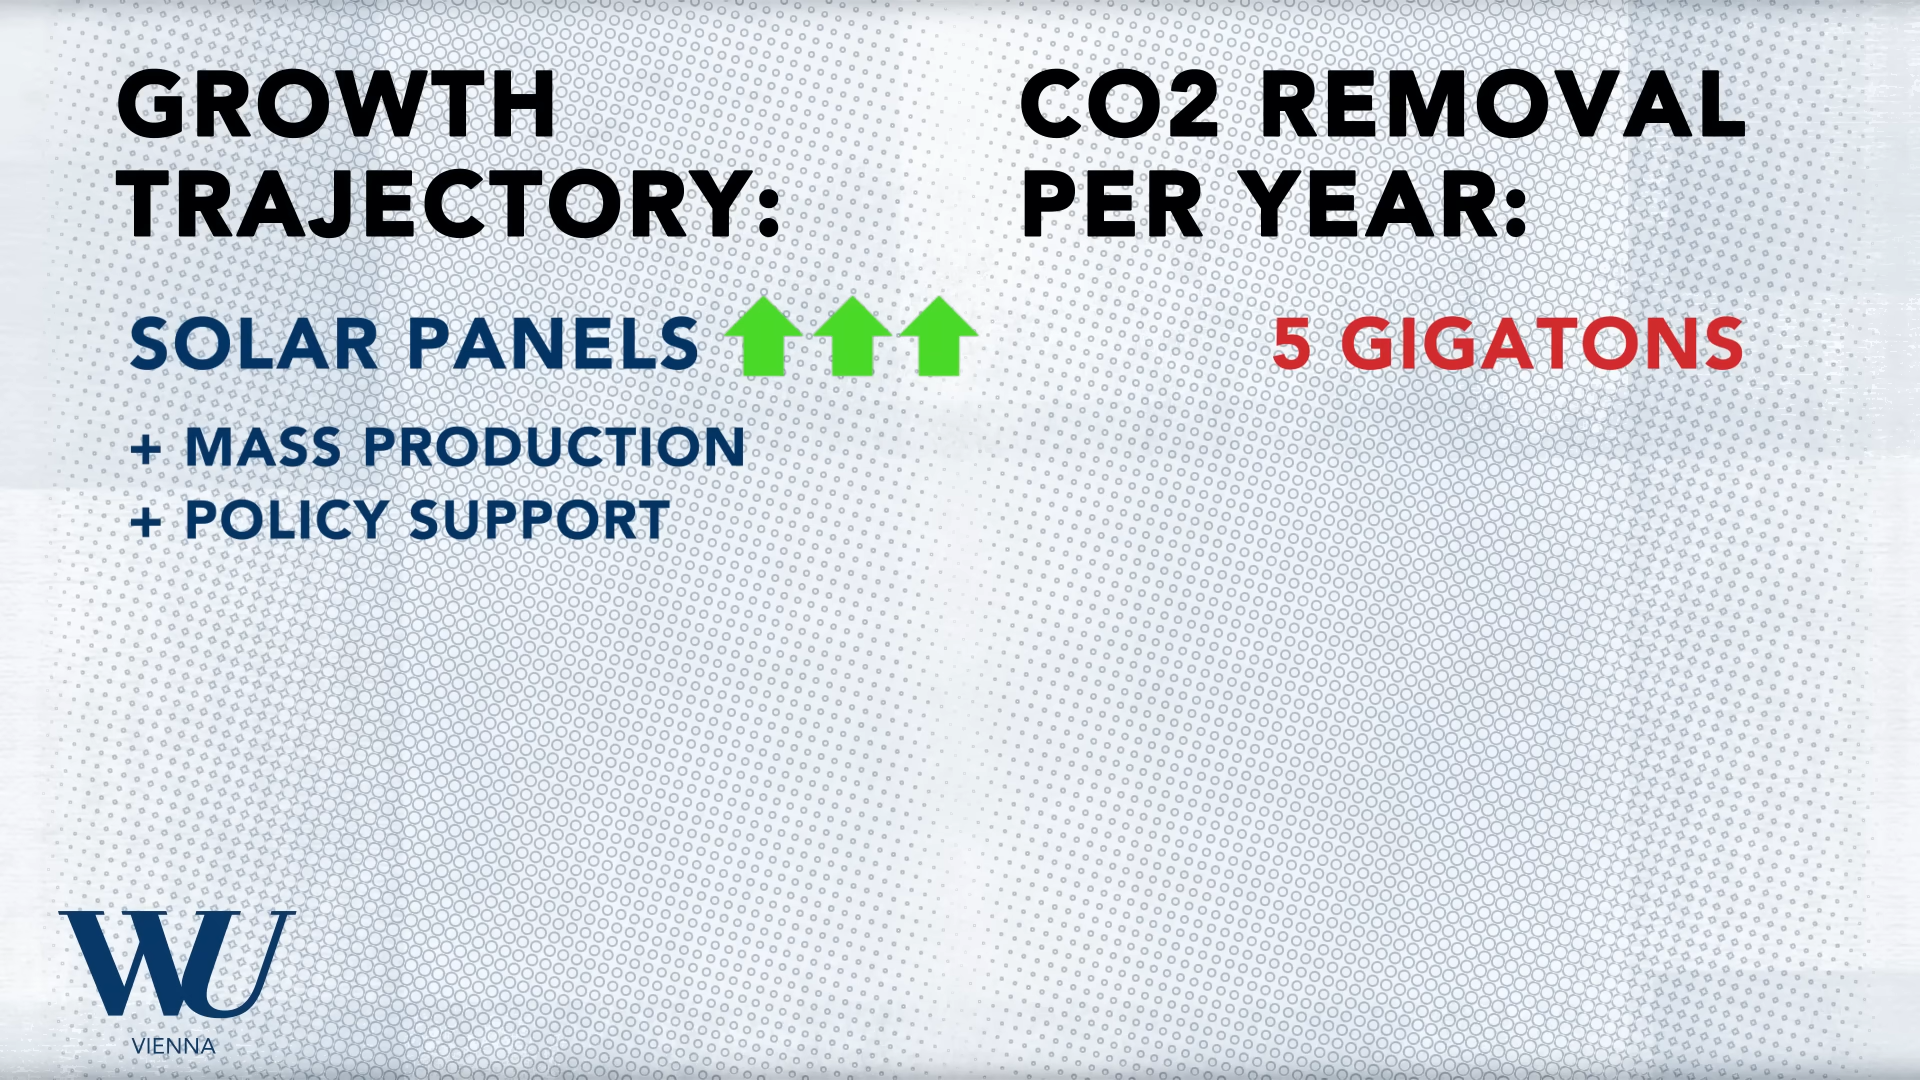 GROWTH
TRAJECTORY:
SOLAR PANELS
+ MASS PRODUCTION
+ POLICY SUPPORT
CO2 REMOVAL
PER YEAR:
5 GIGATONS
WU
VIENNA